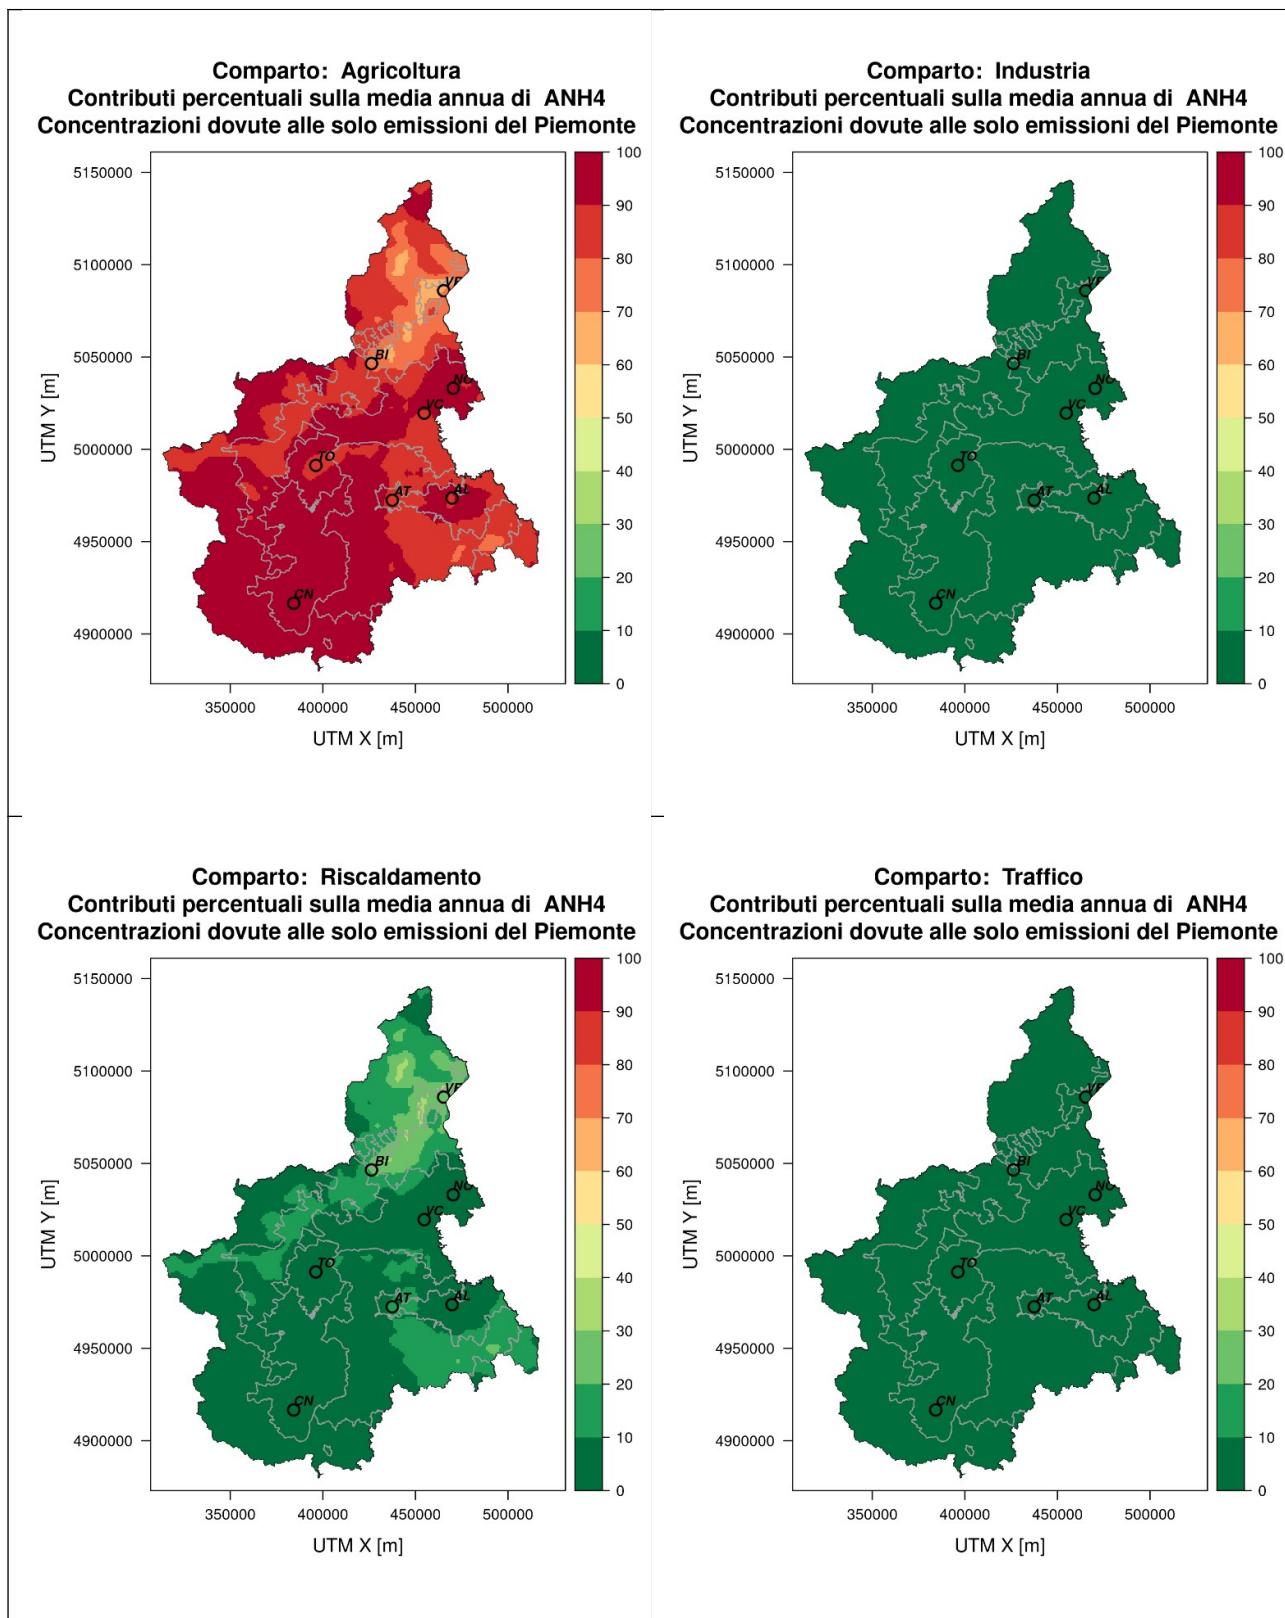 Comparto:  Agricoltura
Contributi percentuali sulla media annua di  ANH4
Concentrazioni dovute alle solo emissioni del Piemonte
UTM Y [m]
5150000
5100000
5050000
5000000
4950000
4900000
BI
VC
TO
AT
AL
CN
100
90
80
70
60
50
40
30
20
10
0
350000 400000 450000 500000
UTM X [m]
Comparto:  Industria
Contributi percentuali sulla media annua di  ANH4
Concentrazioni dovute alle solo emissioni del Piemonte
UTM Y [m]
5150000
5100000
5050000
5000000
4950000
4900000
BI
NO
VC
TO
AT
AL
CN
100
90
80
70
60
50
40
30
20
10
0
350000 400000 450000 500000
UTM X [m]
Comparto:  Riscaldamento
Contributi percentuali sulla media annua di  ANH4
Concentrazioni dovute alle solo emissioni del Piemonte
UTM Y [m]
5150000
5100000
5050000
5000000
4950000
4900000
BI
NO
VC
TO
AT
AL
CN
100
90
80
70
60
50
40
30
20
10
0
350000 400000 450000 500000
UTM X [m]
Comparto:  Traffico
Contributi percentuali sulla media annua di  ANH4
Concentrazioni dovute alle solo emissioni del Piemonte
UTM Y [m]
5150000
5100000
5050000
5000000
4950000
4900000
BI
NO
VC
TO
AT
AL
CN
100
90
80
70
60
50
40
30
20
10
0
350000 400000 450000 500000
UTM X [m]